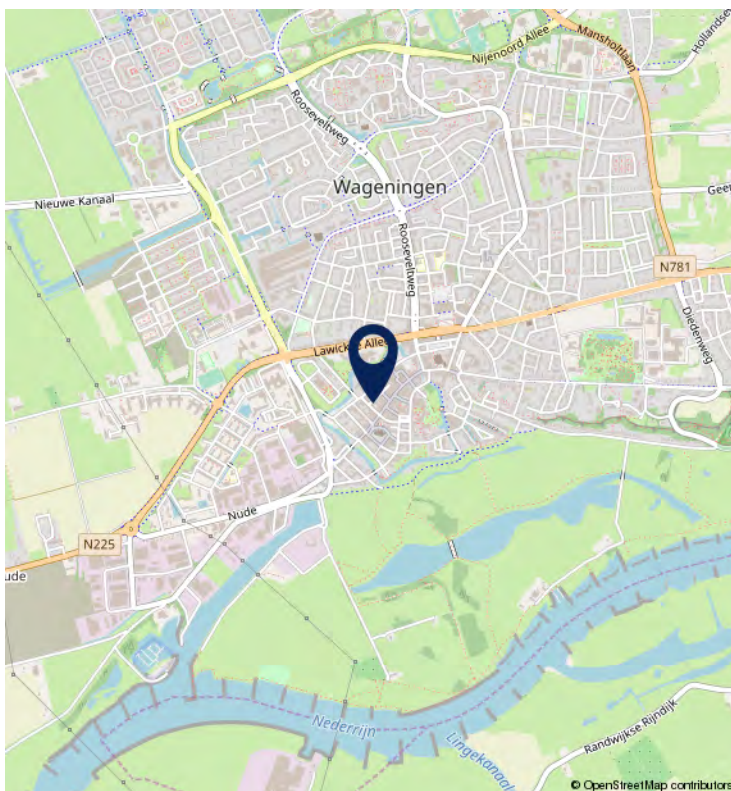 Nijenoord Allee
Mansholtlaan
Hollandse
Rooseveltweg
Wageningen
Nieuwe Kanaal
Geer
Rooseveltweg
N781
Lawickse Allee
Diedenweg
Nude
N225
ude
Nederrijn
Lingekanaal
Randwijkse Rijndijk
© OpenStreetMap contributors